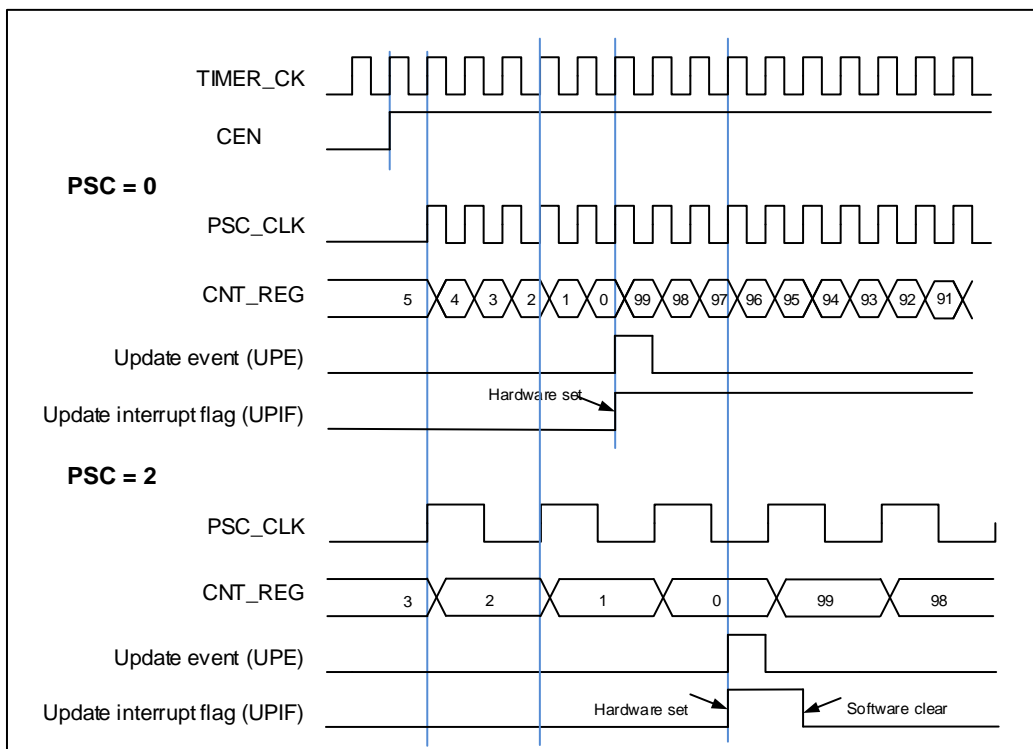 TIMER_CK
CEN
PSC = 0
PSC_CLK
CNT_REG 5 4 3 2 1 0 99 98 97 96 95 94 93 92 91
Update event (UPE)
Hardware set
Update interrupt flag (UPIF)
PSC = 2
PSC_CLK
CNT_REG 3 2 1 0 99 98
Update event (UPE)
Update interrupt flag (UPIF) Hardware set Software clear